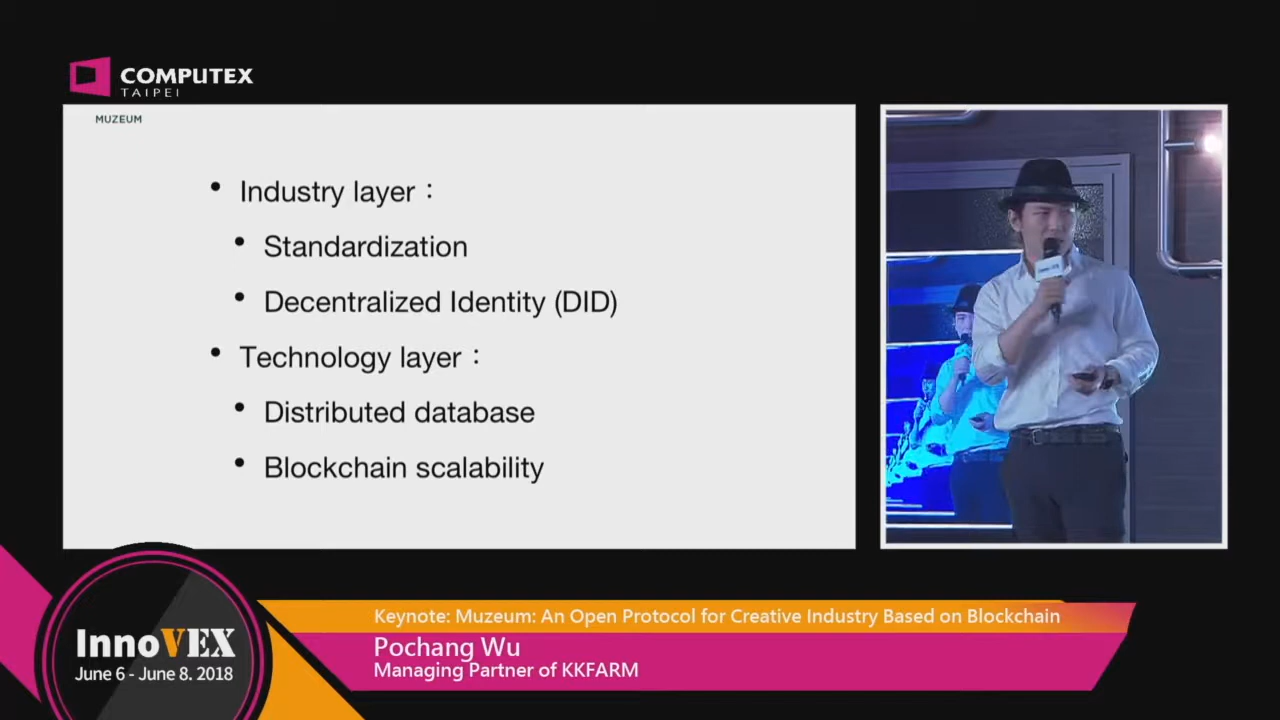 COMPUTEX
TAIPEI
MUZEUM
• Industry layer：
• Standardization
• Decentralized Identity (DID)
• Technology layer：
• Distributed database
• Blockchain scalability
InnoVEX
June 6 - June 8. 2018
Keynote: Muzeum: An Open Protocol for Creative Industry Based on Blockchain
Pochang Wu
Managing Partner of KKFARM